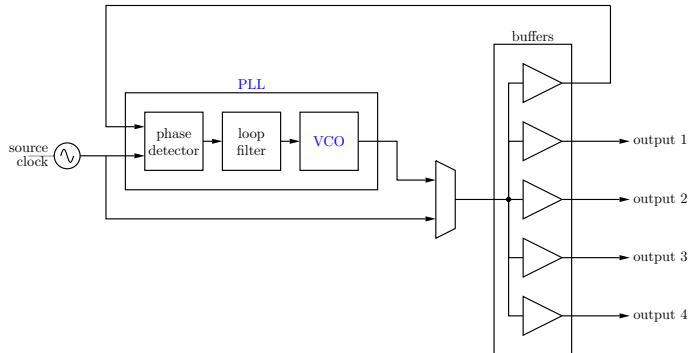 buffers
PLL
phase
detector
loop
filter
VCO
source
clock
output 1
output 2
output 3
output 4